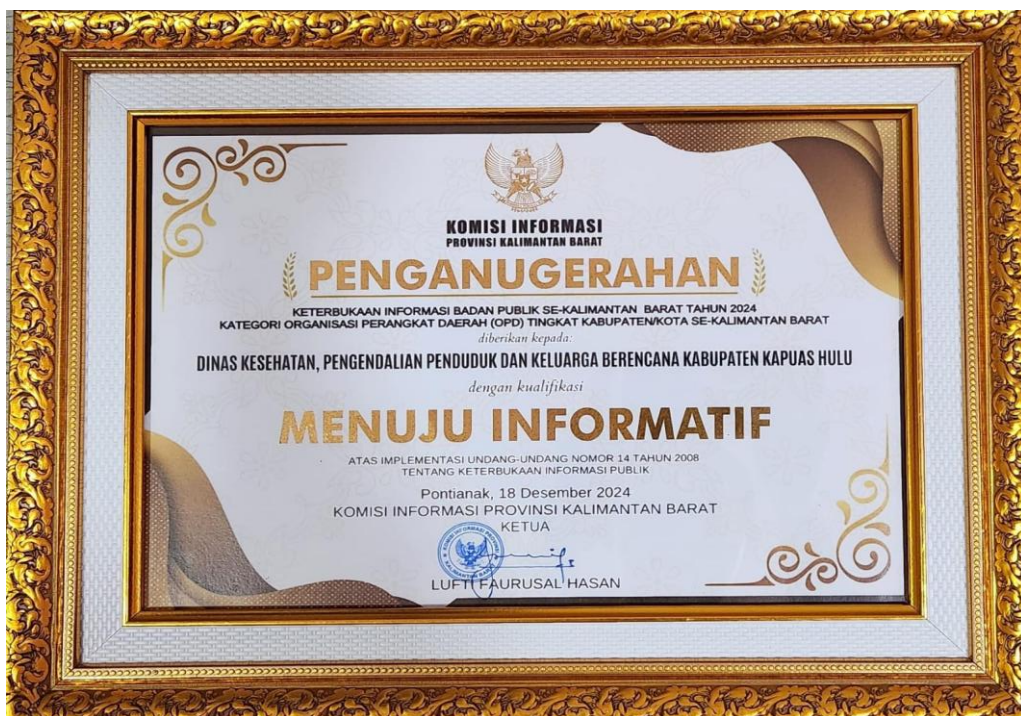 KOMISI INFORMASI
PROVINSI KALIMANTAN BARAT
PENGANUGERAHAN
KETERBUKAAN INFORMASI BADAN PUBLIK SE-KALIMANTAN BARAT TAHUN 2024
KATEGORI ORGANISASI PERANGKAT DAERAH (OPD) TINGKAT KABUPATEN/KOTA SE-KALIMANTAN BARAT
diberikan kepada:
DINAS KESEHATAN, PENGENDALIAN PENDUDUK DAN KELUARGA BERENCANA KABUPATEN KAPUAS HULU
dengan kualifikasi
MENUJU INFORMATIF
ATAS IMPLEMENTASI UNDANG-UNDANG NOMOR 14 TAHUN 2008
TENTANG KETERBUKAAN INFORMASI PUBLIK
Pontianak, 18 Desember 2024
KOMISI INFORMASI PROVINSI KALIMANTAN BARAT
KETUA
LUFTI FAURUSAL HASAN